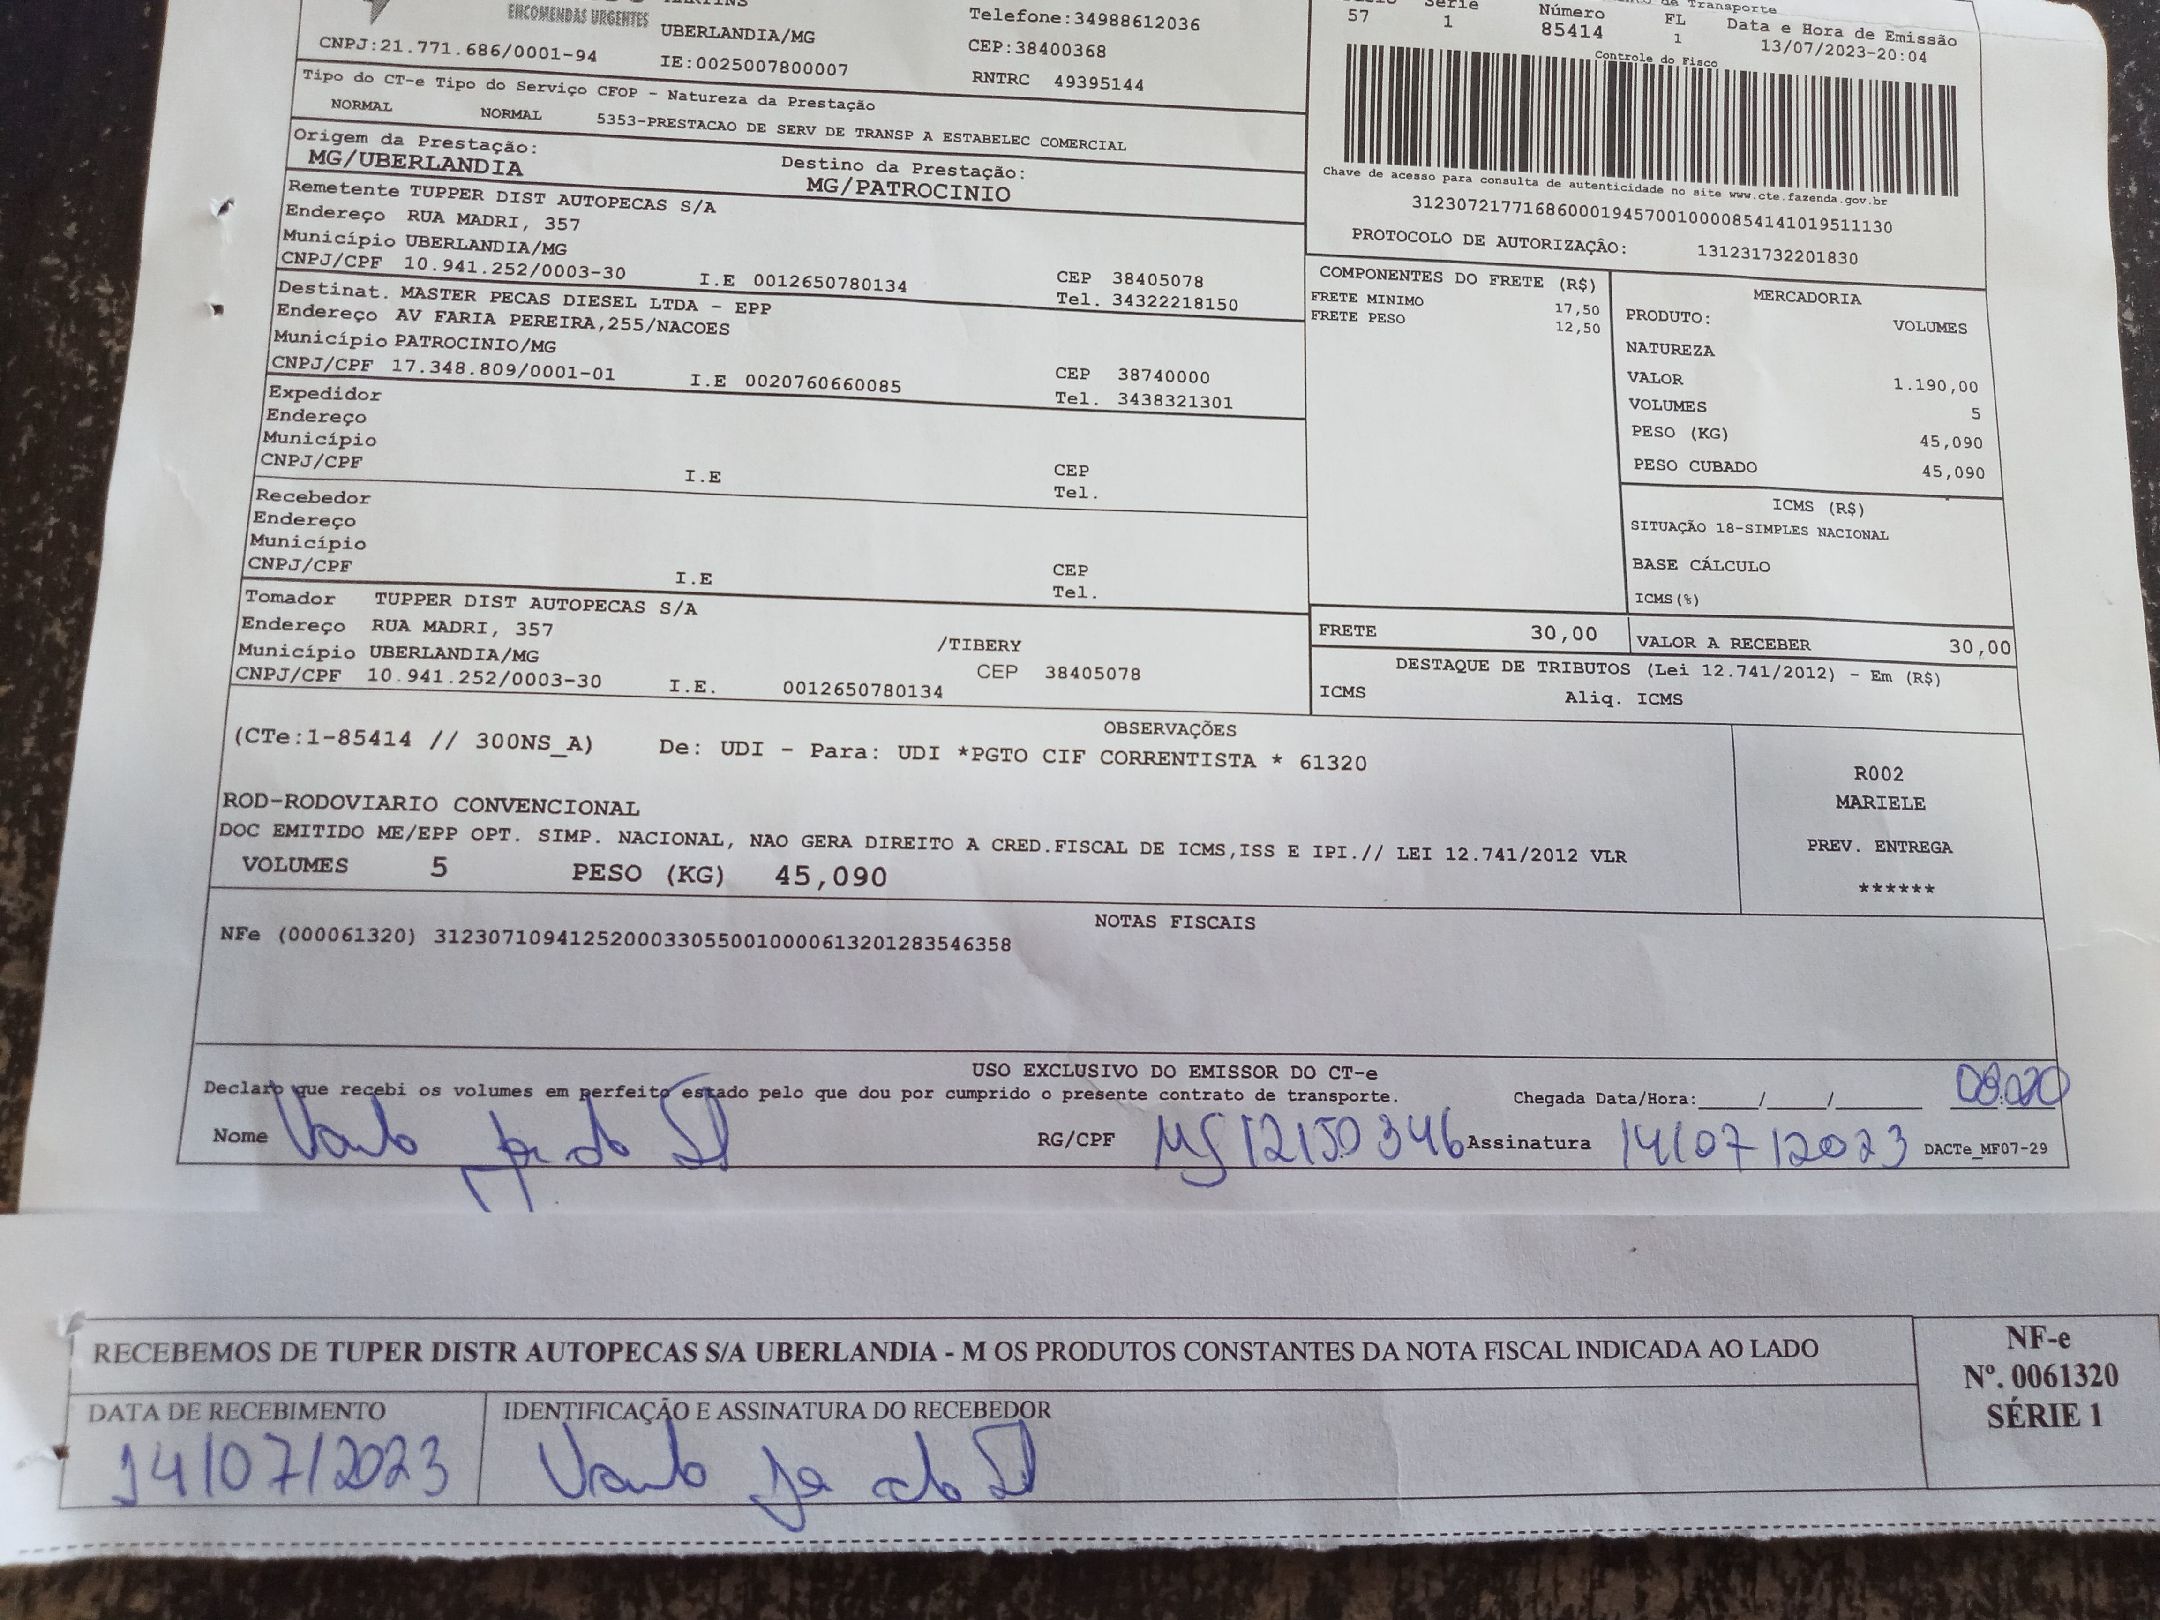 ENCOMENDAS URGENTES
CNPJ:21.771.686/0001-94
MARTINS
UBERLANDIA/MG
IE:0025007800007
Telefone:34988612036
CEP:38400368
RNTRC 49395144
de Transporte
Série Número FL Data e Hora de Emissão
57 1 85414 1 13/07/2023-20:04
Controle do Fisco
Chave de acesso para consulta de autenticidade no site www.cte.fazenda.gov.br
31230721771686000194570010000854141019511130
PROTOCOLO DE AUTORIZAÇÃO: 131231732201830
Tipo do CT-e Tipo do Serviço CFOP - Natureza da Prestação
NORMAL NORMAL 5353-PRESTACAO DE SERV DE TRANSP A ESTABELEC COMERCIAL
Origem da Prestação: Destino da Prestação:
MG/UBERLANDIA MG/PATROCINIO
Remetente TUPPER DIST AUTOPECAS S/A
Endereço RUA MADRI, 357
Município UBERLANDIA/MG CEP 38405078
CNPJ/CPF 10.941.252/0003-30 I.E 0012650780134 Tel. 34322218150
Destinat. MASTER PECAS DIESEL LTDA - EPP
Endereço AV FARIA PEREIRA,255/NACOES
Município PATROCINIO/MG CEP 38740000
CNPJ/CPF 17.348.809/0001-01 I.E 0020760660085 Tel. 3438321301
Expedidor
Endereço
Município CEP
CNPJ/CPF I.E Tel.
Recebedor
Endereço
Município CEP
CNPJ/CPF I.E Tel.
Tomador TUPPER DIST AUTOPECAS S/A
Endereço RUA MADRI, 357 /TIBERY
Município UBERLANDIA/MG CEP 38405078
CNPJ/CPF 10.941.252/0003-30 I.E. 0012650780134
COMPONENTES DO FRETE (R$)
FRETE MINIMO 17,50
FRETE PESO 12,50
MERCADORIA
PRODUTO: VOLUMES
NATUREZA
VALOR 1.190,00
VOLUMES 5
PESO (KG) 45,090
PESO CUBADO 45,090
ICMS (R$)
SITUAÇÃO 18-SIMPLES NACIONAL
BASE CÁLCULO
ICMS(%)
FRETE 30,00 VALOR A RECEBER 30,00
DESTAQUE DE TRIBUTOS (Lei 12.741/2012) - Em (R$)
ICMS Aliq. ICMS
OBSERVAÇÕES
(CTe:1-85414 // 300NS_A) De: UDI - Para: UDI *PGTO CIF CORRENTISTA * 61320
ROD-RODOVIARIO CONVENCIONAL
DOC EMITIDO ME/EPP OPT. SIMP. NACIONAL, NAO GERA DIREITO A CRED.FISCAL DE ICMS,ISS E IPI.// LEI 12.741/2012 VLR
VOLUMES 5 PESO (KG) 45,090
R002
MARIELE
PREV. ENTREGA
******
NOTAS FISCAIS
NFe (000061320) 31230710941252000330550010000613201283546358
USO EXCLUSIVO DO EMISSOR DO CT-e
Declaro que recebi os volumes em perfeito estado pelo que dou por cumprido o presente contrato de transporte. Chegada Data/Hora:____/____/______
Nome RG/CPF MG 12150346 Assinatura 14/07/2023 DACTe_MF07-29
RECEBEMOS DE TUPER DISTR AUTOPECAS S/A UBERLANDIA - M OS PRODUTOS CONSTANTES DA NOTA FISCAL INDICADA AO LADO
DATA DE RECEBIMENTO IDENTIFICAÇÃO E ASSINATURA DO RECEBEDOR
14/07/2023
NF-e
Nº. 0061320
SÉRIE 1